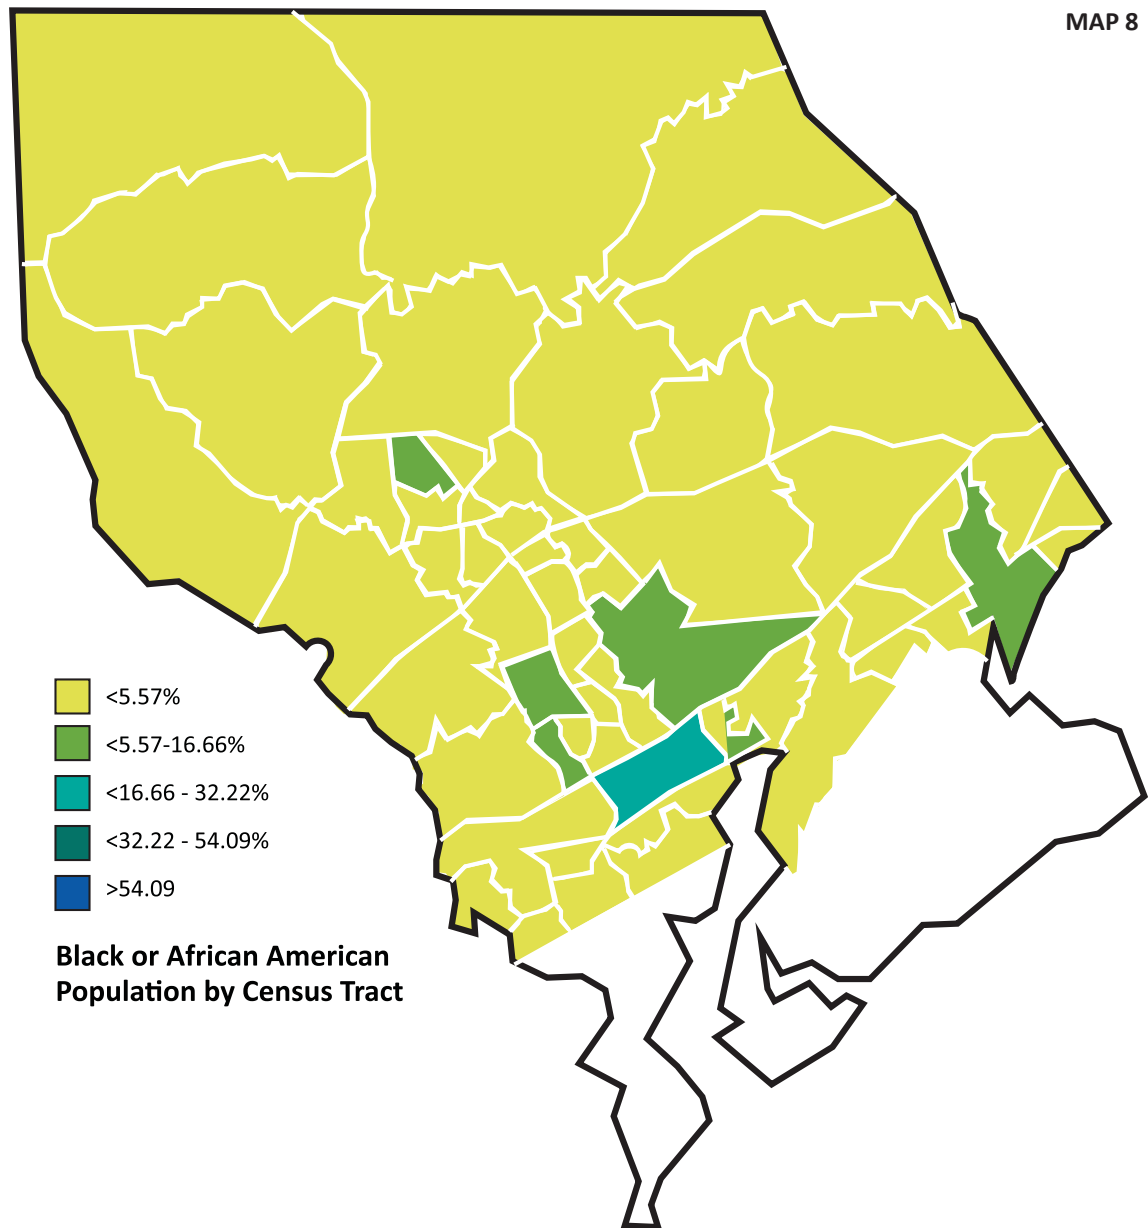 MAP 8
<5.57%
<5.57-16.66%
<16.66 - 32.22%
<32.22 - 54.09%
>54.09
Black or African American
Population by Census Tract